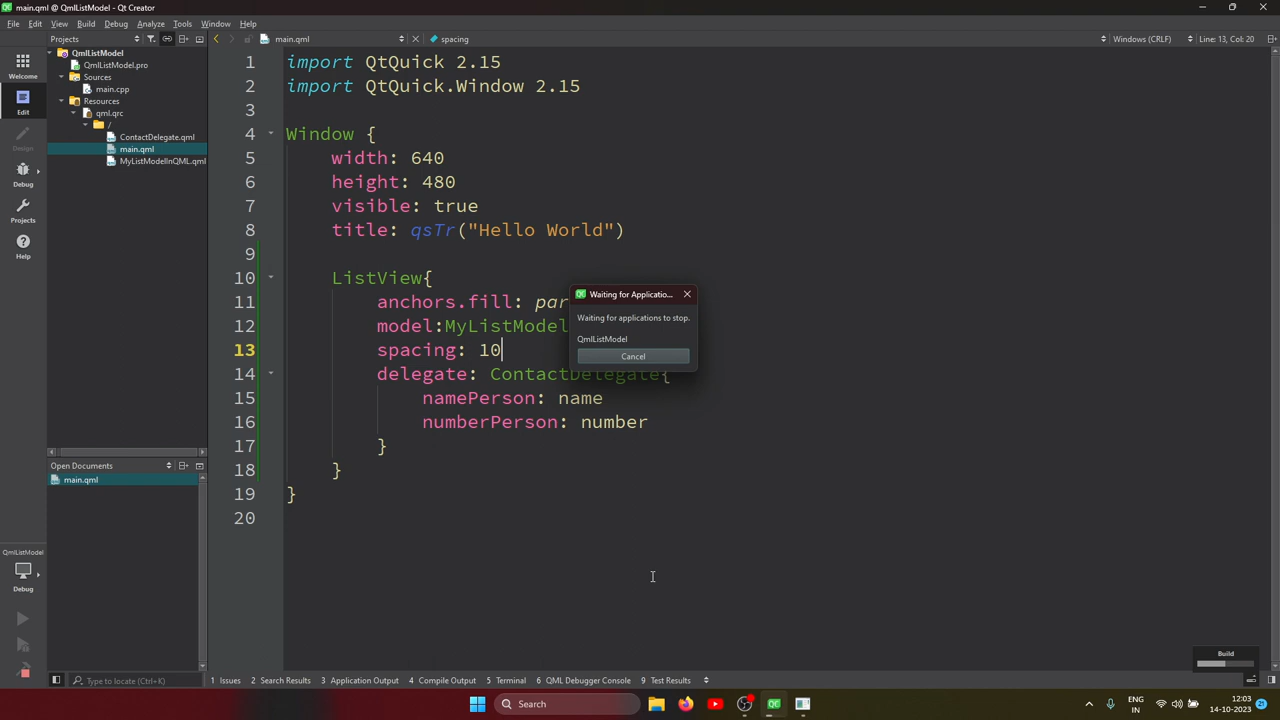 main.qml @ QmlListModel - Qt Creator
File Edit View Build Debug Analyze Tools Window Help
Projects
main.qml
spacing
Windows (CRLF)
Line: 13, Col: 20
Welcome
Edit
Design
Debug
Projects
Help
QmlListModel
QmlListModel.pro
Sources
main.cpp
Resources
qml.qrc
/
ContactDelegate.qml
main.qml
MyListModelInQML.qml
Open Documents
main.qml
QmlListModel
Debug
1 import QtQuick 2.15
2 import QtQuick.Window 2.15
3
4 Window {
5 width: 640
6 height: 480
7 visible: true
8 title: qsTr("Hello World")
9
10 ListView{
11 anchors.fill: par
12 model:MyListModel
13 spacing: 10
14 delegate: ContactDelegate{
15 namePerson: name
16 numberPerson: number
17 }
18 }
19 }
20
Waiting for Applicatio...
Waiting for applications to stop.
QmlListModel
Cancel
Build
Type to locate (Ctrl+K)
1 Issues
2 Search Results
3 Application Output
4 Compile Output
5 Terminal
6 QML Debugger Console
9 Test Results
Search
ENG
IN
12:03
14-10-2023
21